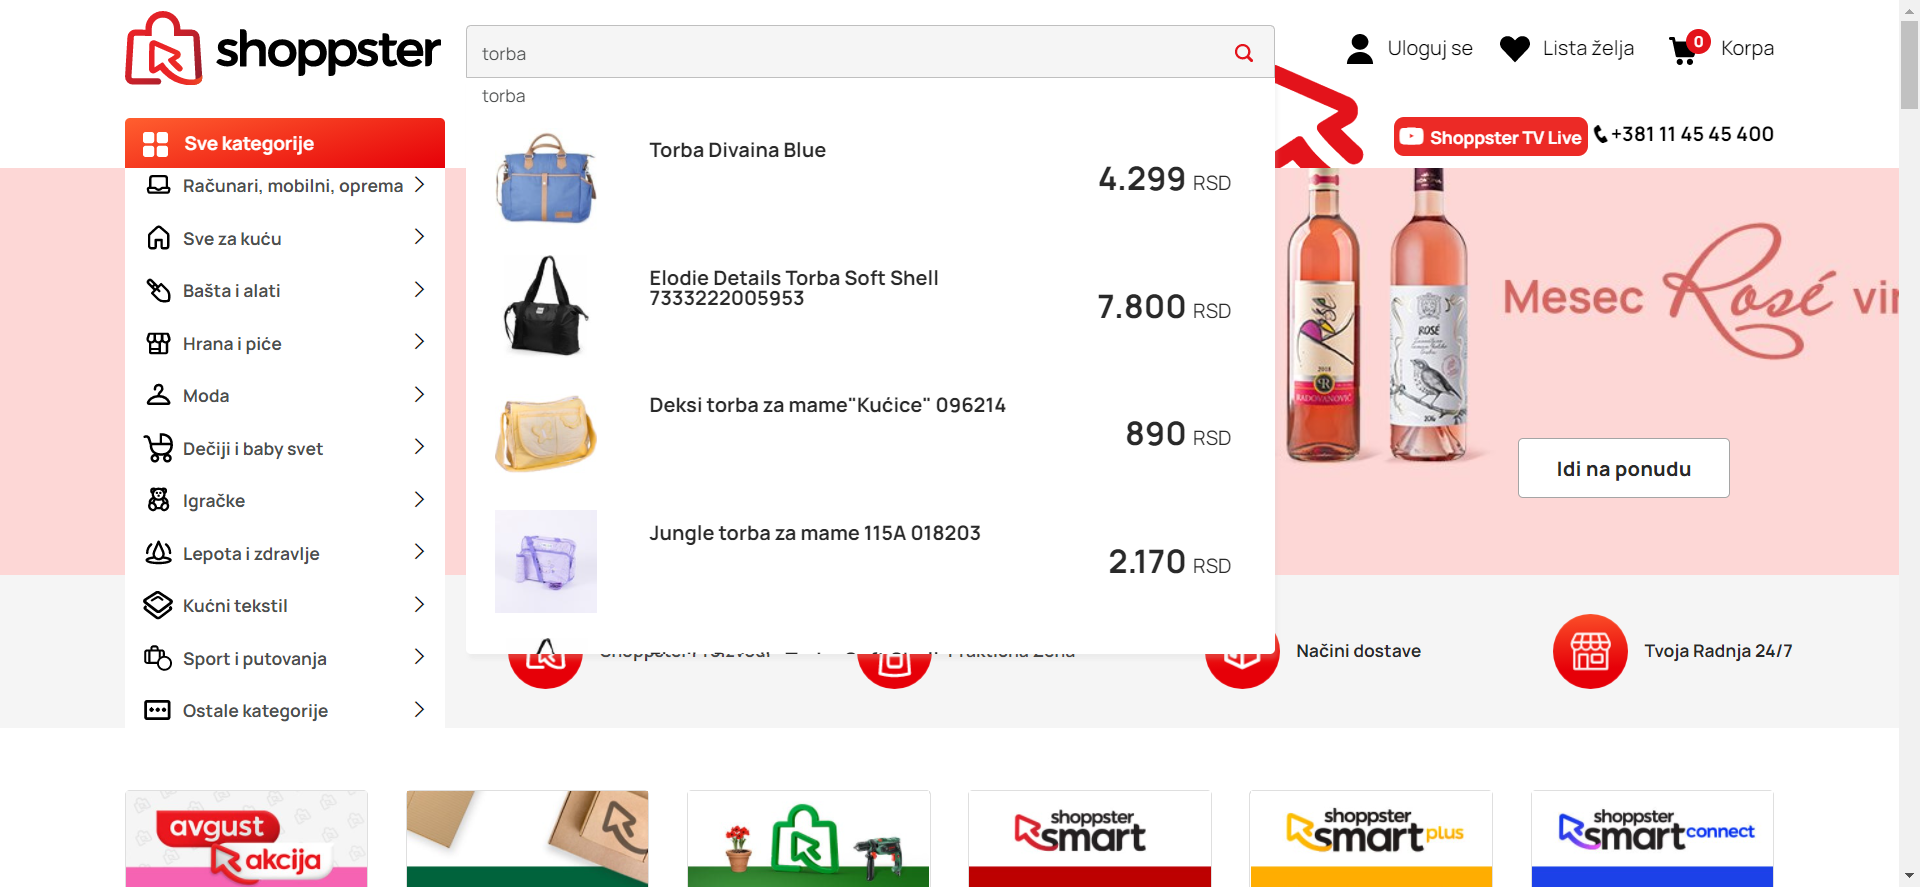 shoppster
torba
Uloguj se
Lista želja
0
Korpa
torba
Shoppster TV Live
+381 11 45 45 400
Sve kategorije
Računari, mobilni, oprema
Sve za kuću
Bašta i alati
Hrana i piće
Moda
Dečiji i baby svet
Igračke
Lepota i zdravlje
Kućni tekstil
Sport i putovanja
Ostale kategorije
Torba Divaina Blue
4.299 RSD
Elodie Details Torba Soft Shell
7333222005953
7.800 RSD
Deksi torba za mame"Kućice" 096214
890 RSD
Jungle torba za mame 115A 018203
2.170 RSD
Mesec Rosé vin
Rosé
2018
RADOVANOVIĆ
ROSÉ
Idi na ponudu
Načini dostave
Tvoja Radnja 24/7
avgust
akcija
shoppster
smart
shoppster
smart plus
shoppster
smart connect